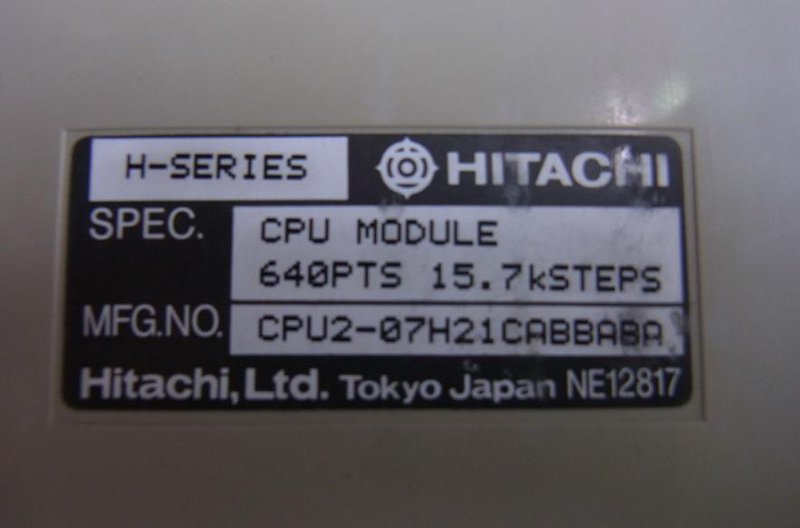 H-SERIES HITACHI
SPEC. CPU MODULE
640PTS 15.7kSTEPS
MFG.NO. CPU2-07H21CABBABA
Hitachi,Ltd. Tokyo Japan NE12817